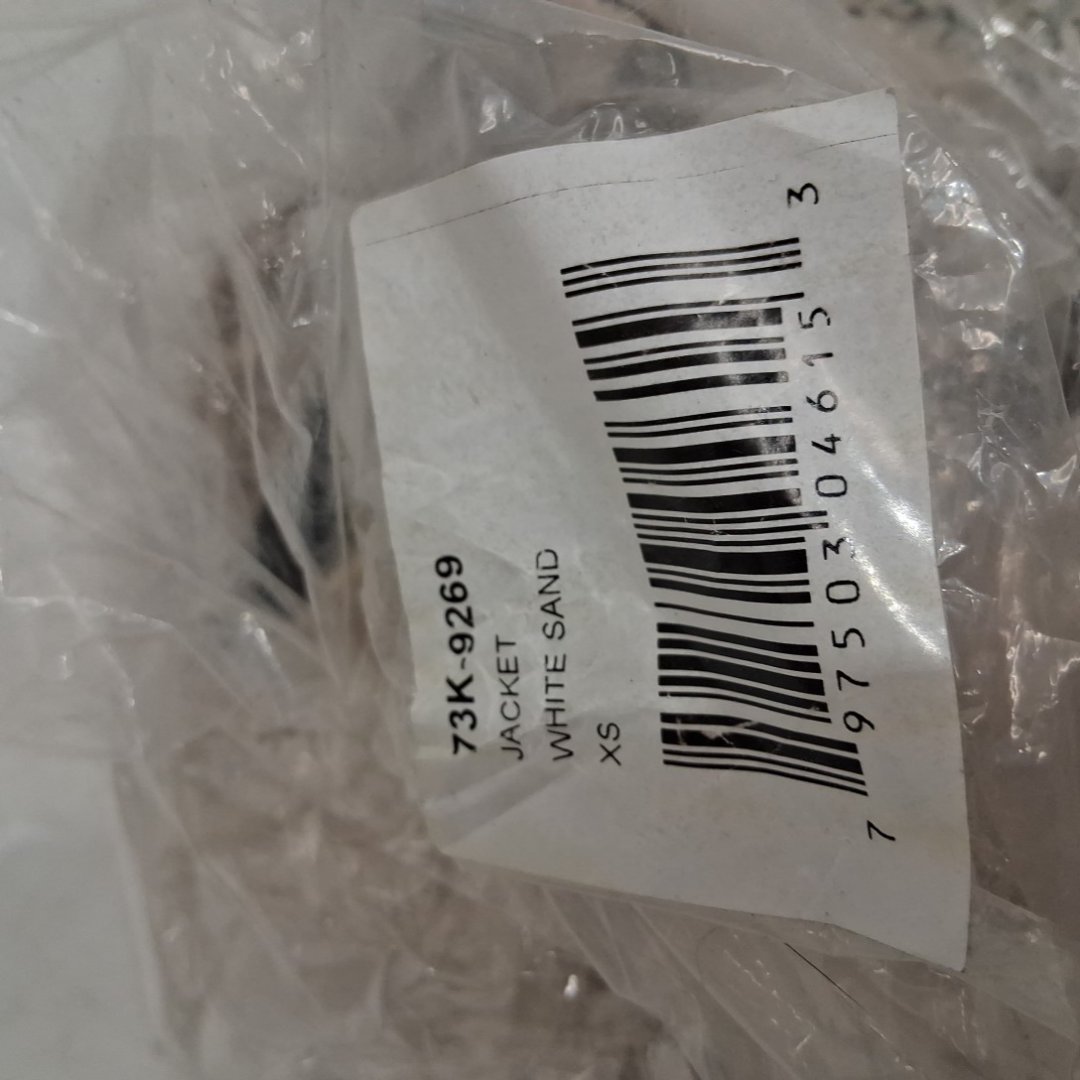 73K-9269
JACKET
WHITE SAND
XS
7 97503 04615 3